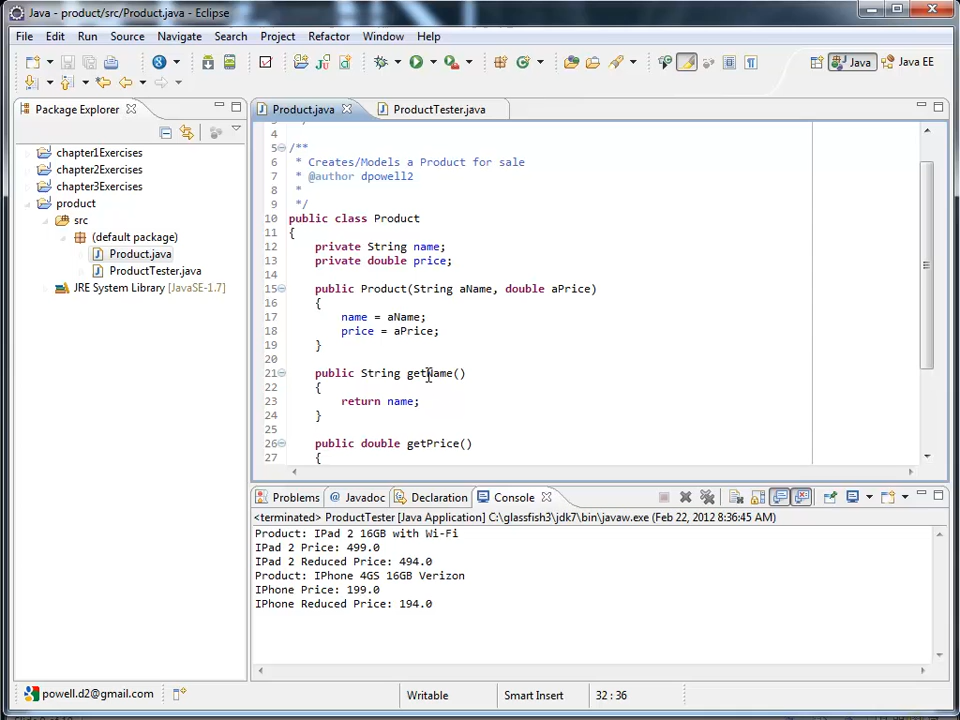 Java - product/src/Product.java - Eclipse
File Edit Run Source Navigate Search Project Refactor Window Help
Java Java EE
Package Explorer
Product.java ProductTester.java
chapter1Exercises
chapter2Exercises
chapter3Exercises
product
src
(default package)
Product.java
ProductTester.java
JRE System Library [JavaSE-1.7]
4
5 /**
6 * Creates/Models a Product for sale
7 * @author dpowell2
8 *
9 */
10 public class Product
11 {
12 private String name;
13 private double price;
14
15 public Product(String aName, double aPrice)
16 {
17 name = aName;
18 price = aPrice;
19 }
20
21 public String getName()
22 {
23 return name;
24 }
25
26 public double getPrice()
27 {
Problems @ Javadoc Declaration Console
<terminated> ProductTester [Java Application] C:\glassfish3\jdk7\bin\javaw.exe (Feb 22, 2012 8:36:45 AM)
Product: IPad 2 16GB with Wi-Fi
IPad 2 Price: 499.0
IPad 2 Reduced Price: 494.0
Product: IPhone 4GS 16GB Verizon
IPhone Price: 199.0
IPhone Reduced Price: 194.0
powell.d2@gmail.com Writable Smart Insert 32 : 36